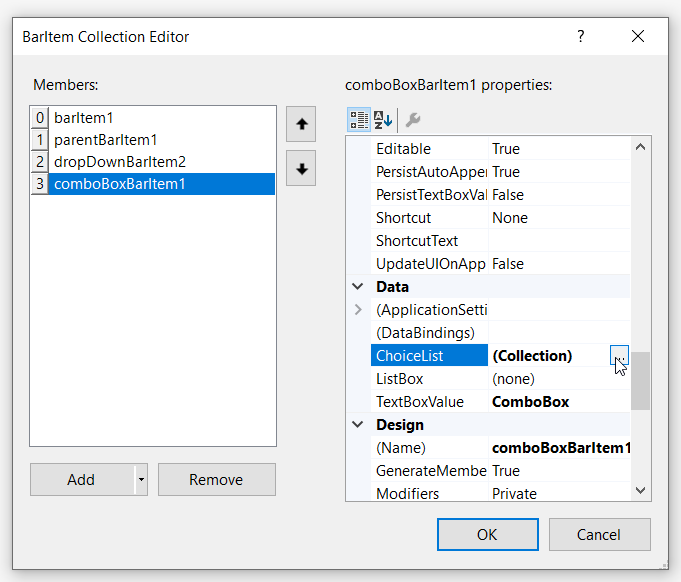 BarItem Collection Editor ?
Members:
0 barItem1
1 parentBarItem1
2 dropDownBarItem2
3 comboBoxBarItem1
Add
Remove
comboBoxBarItem1 properties:
Editable True
PersistAutoApper True
PersistTextBoxVal False
Shortcut None
ShortcutText
UpdateUIOnApp False
Data
(ApplicationSetti
(DataBindings)
ChoiceList (Collection) ...
ListBox (none)
TextBoxValue ComboBox
Design
(Name) comboBoxBarItem1
GenerateMembe True
Modifiers Private
OK
Cancel